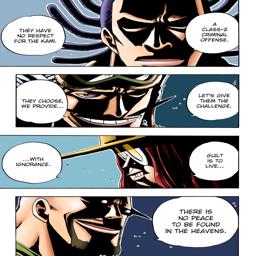 THEY HAVE
NO RESPECT
FOR THE KAMI.
A
CLASS-2
CRIMINAL
OFFENSE.
THEY CHOOSE,
WE PROVIDE...
LET'S GIVE
THEM THE
CHALLENGE.
...WITH
IGNORANCE.
GUILT
IS TO
LIVE...
THERE IS
NO PEACE
TO BE FOUND
IN THE HEAVENS.